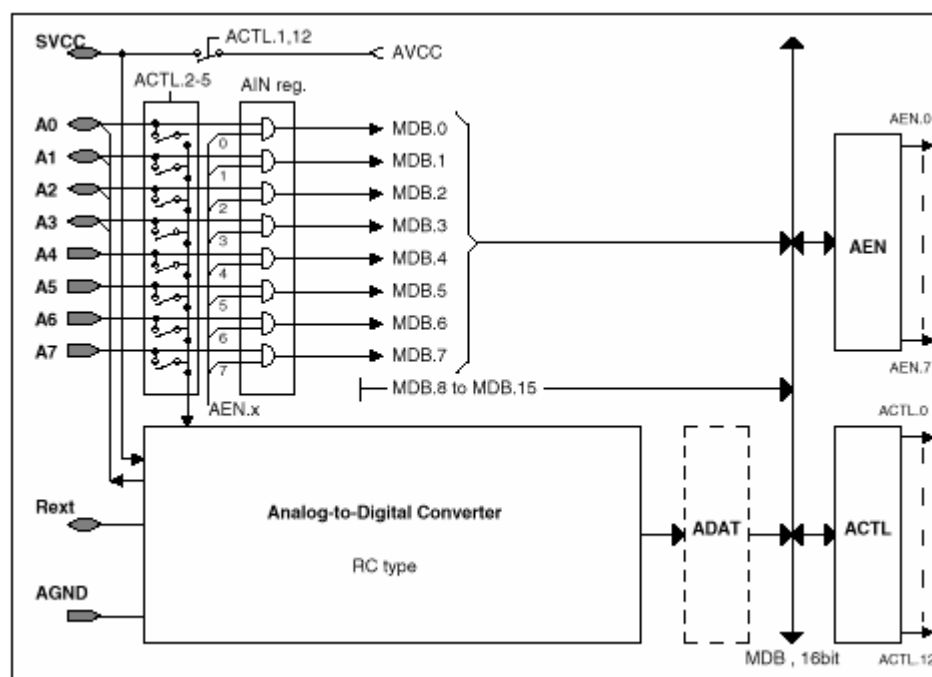 SVCC
ACTL.1,12
AVCC
ACTL.2-5
AIN reg.
A0
0
MDB.0
A1
1
MDB.1
A2
2
MDB.2
A3
3
MDB.3
A4
4
MDB.4
A5
5
MDB.5
A6
6
MDB.6
A7
7
MDB.7
AEN.0
AEN
AEN.7
MDB.8 to MDB.15
AEN.x
ACTL.0
Rext
Analog-to-Digital Converter
RC type
ADAT
ACTL
AGND
MDB , 16bit
ACTL.12